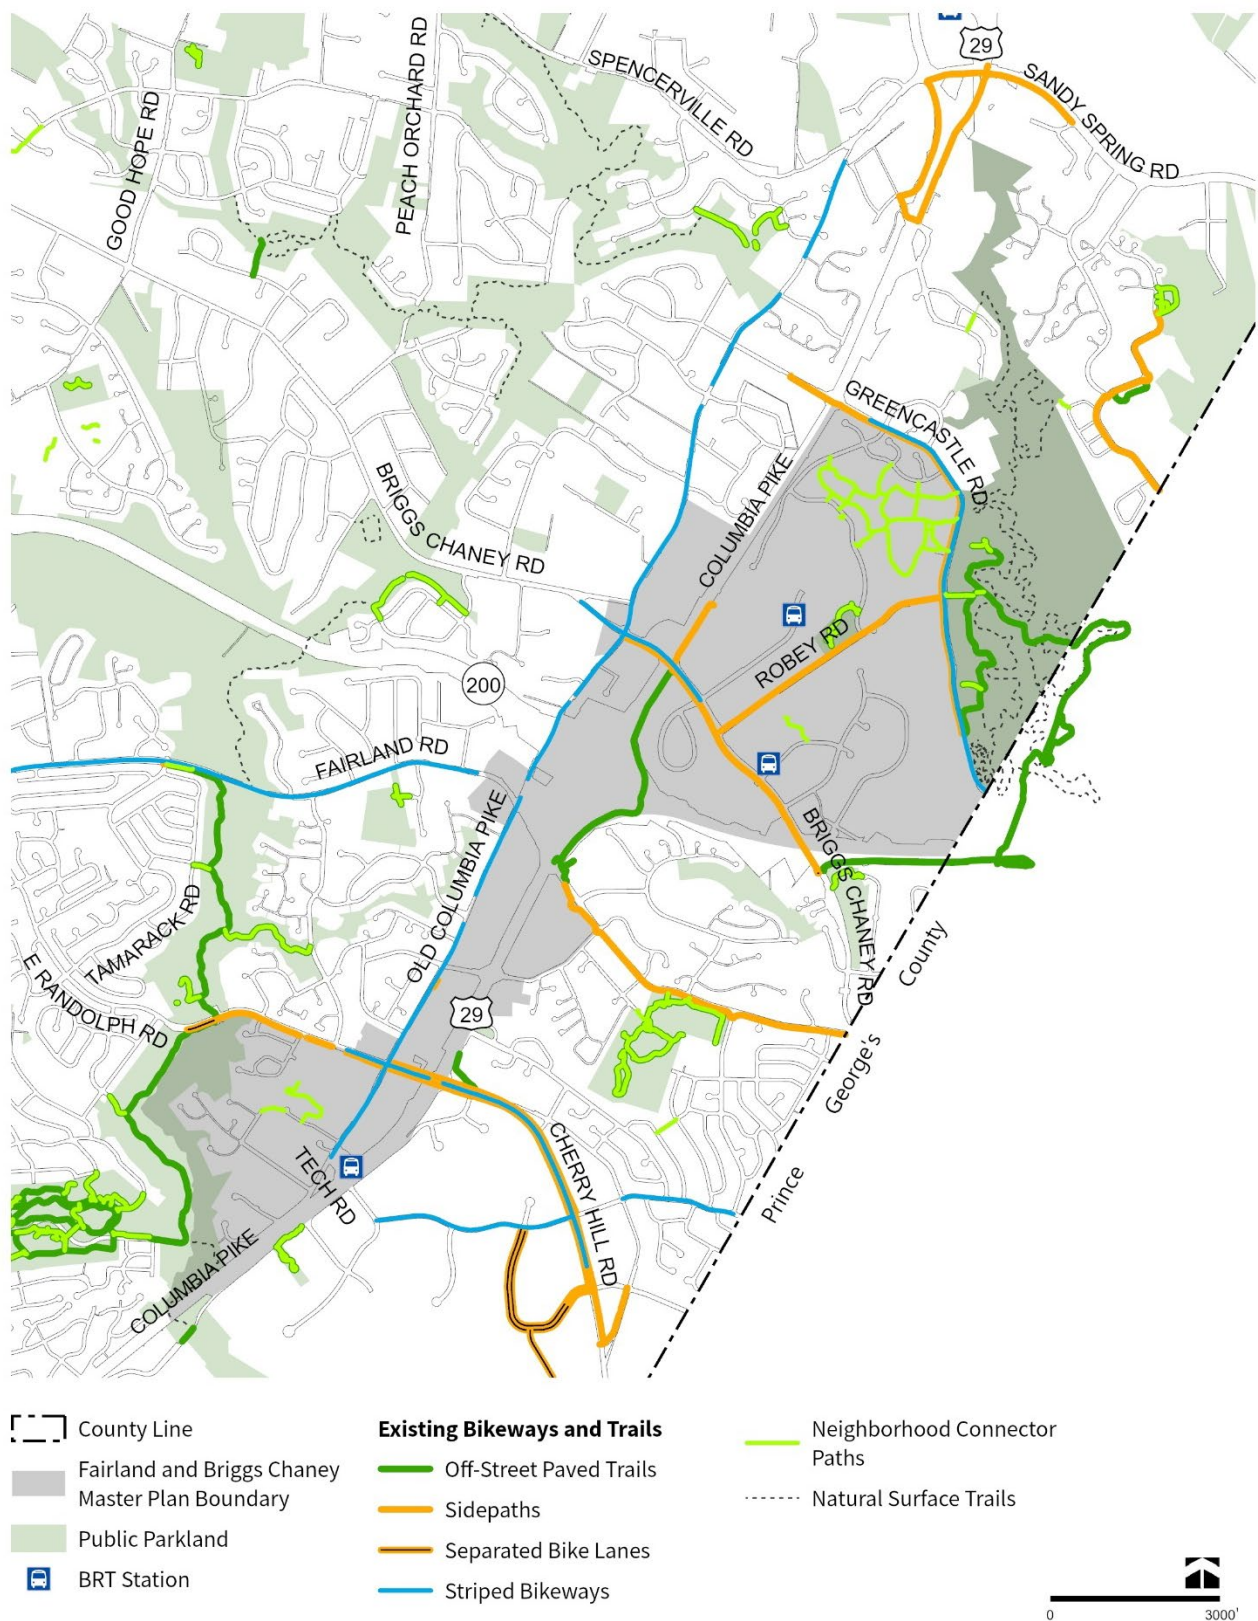 29
SPENCERVILLE RD
SANDY SPRING RD
PEACH ORCHARD RD
GOOD HOPE RD
GREENCASTLE RD
COLUMBIA PIKE
BRIGGS CHANEY RD
ROBEY RD
200
FAIRLAND RD
OLD COLUMBIA PIKE
BRIGGS CHANEY RD
TAMARACK RD
E RANDOLPH RD
29
County
George's
Prince
CHERRY HILL RD
TECH RD
COLUMBIA PIKE
County Line
Fairland and Briggs Chaney
Master Plan Boundary
Public Parkland
BRT Station
Existing Bikeways and Trails
Off-Street Paved Trails
Sidepaths
Separated Bike Lanes
Striped Bikeways
Neighborhood Connector
Paths
Natural Surface Trails
0 3000'